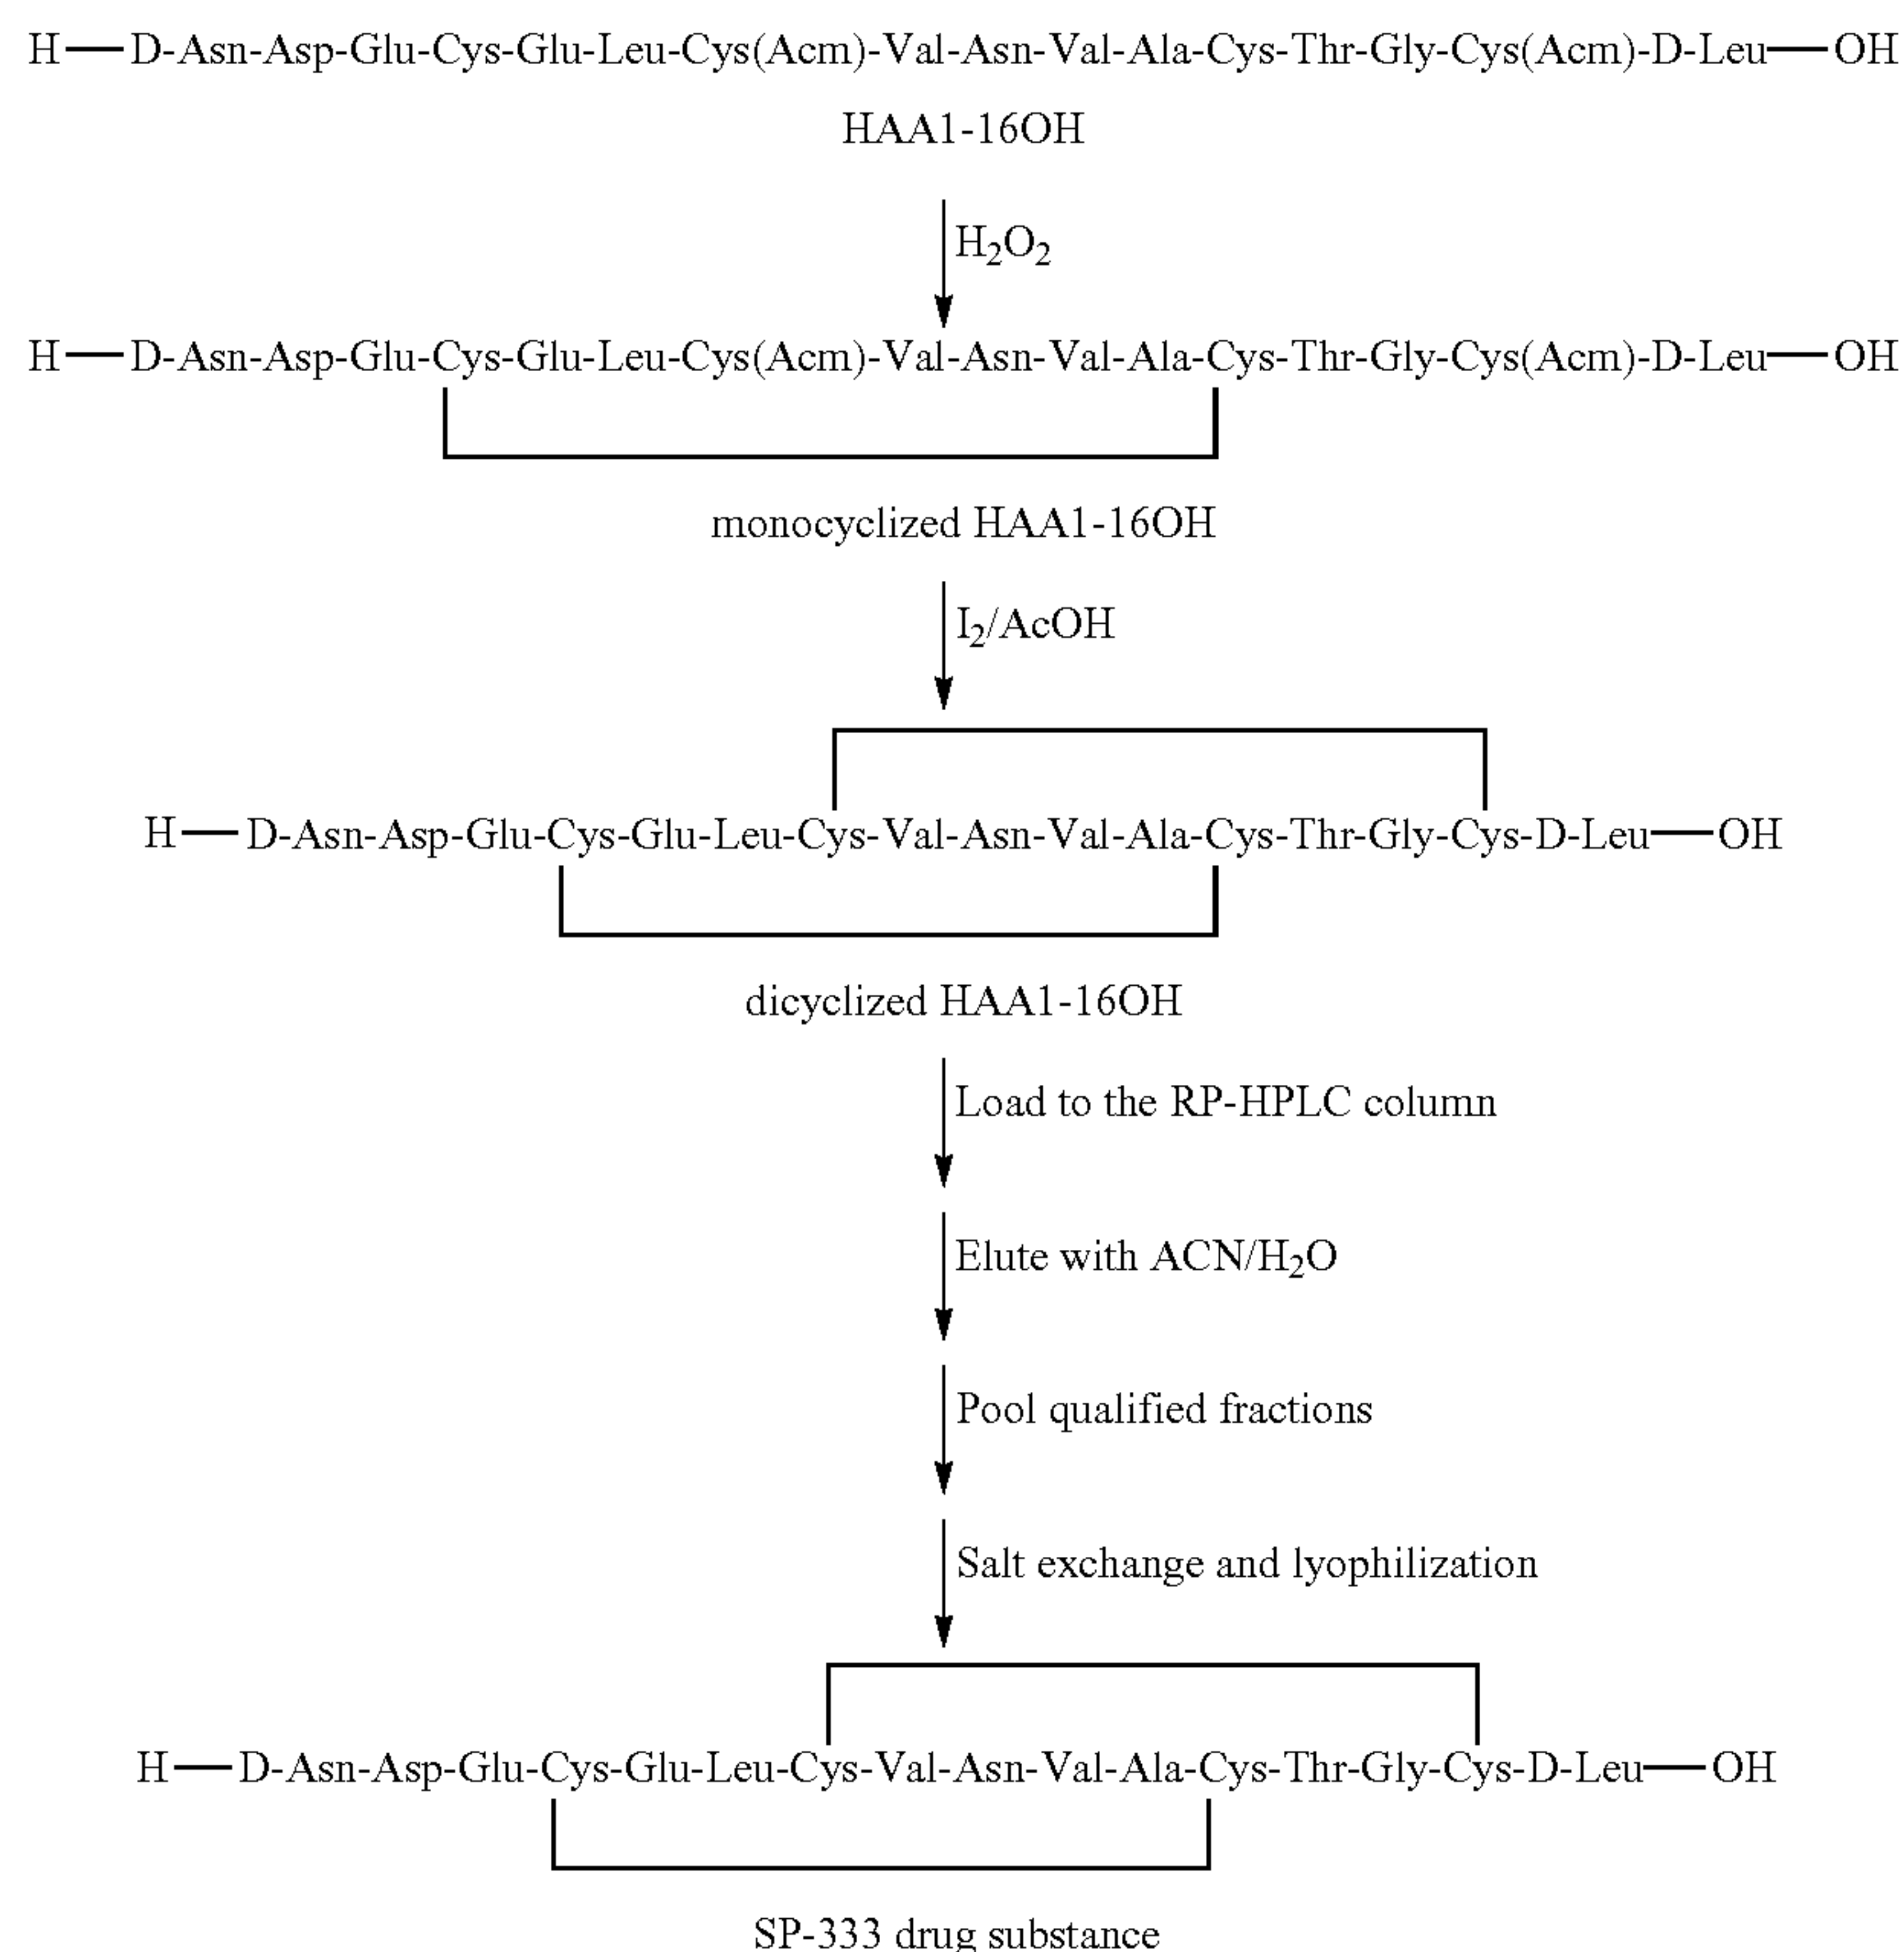 H—D-Asn-Asp-Glu-Cys-Glu-Leu-Cys(Acm)-Val-Asn-Val-Ala-Cys-Thr-Gly-Cys(Acm)-D-Leu—OH
HAA1-16OH
H₂O₂
H—D-Asn-Asp-Glu-Cys-Glu-Leu-Cys(Acm)-Val-Asn-Val-Ala-Cys-Thr-Gly-Cys(Acm)-D-Leu—OH
monocyclized HAA1-16OH
I₂/AcOH
H—D-Asn-Asp-Glu-Cys-Glu-Leu-Cys-Val-Asn-Val-Ala-Cys-Thr-Gly-Cys-D-Leu—OH
dicyclized HAA1-16OH
Load to the RP-HPLC column
Elute with ACN/H₂O
Pool qualified fractions
Salt exchange and lyophilization
H—D-Asn-Asp-Glu-Cys-Glu-Leu-Cys-Val-Asn-Val-Ala-Cys-Thr-Gly-Cys-D-Leu—OH
SP-333 drug substance